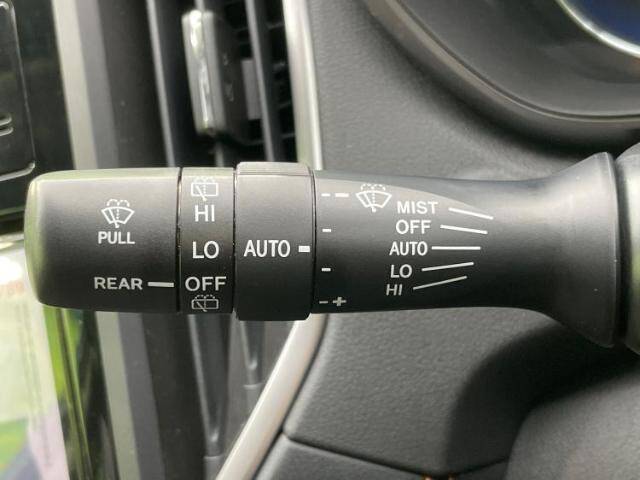 PULL
REAR
HI
LO
OFF
AUTO
--
-
-
-+
MIST
OFF
AUTO
LO
HI